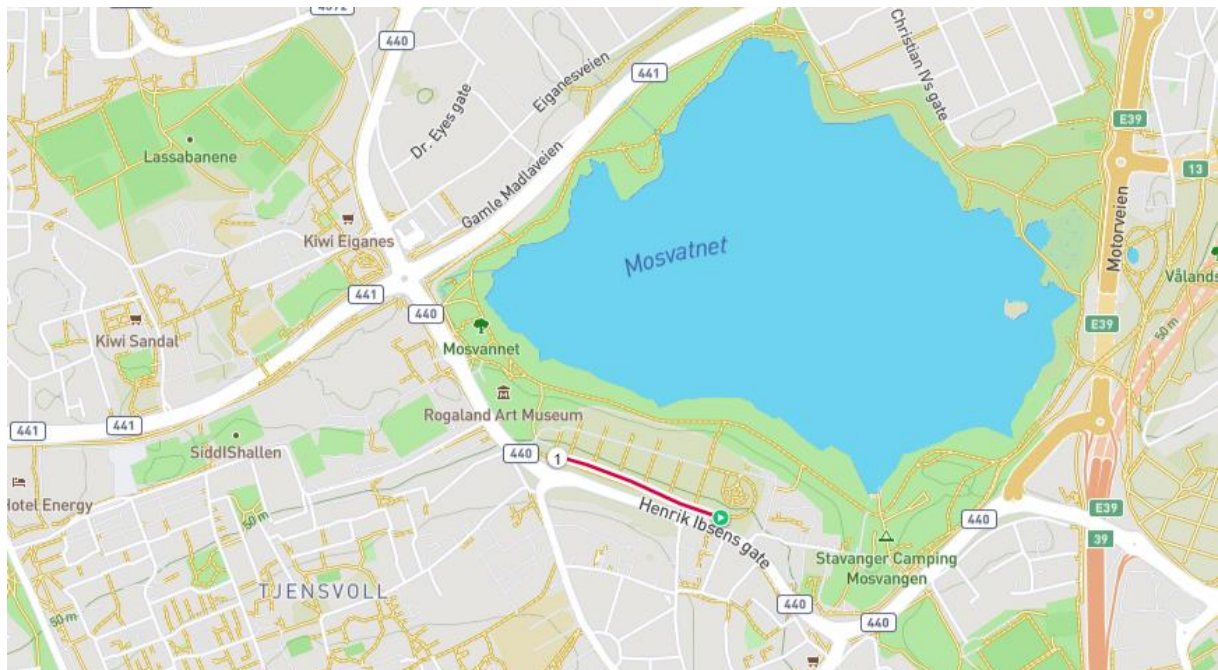 440
Christian IVs gate
441
Eiganesveien
Dr. Eyes gate
E39
Lassabanene
13
Gamle Madlaveien
Kiwi Eiganes
Mosvatnet
Motorveien
Vålands
441
440
E39
50 m
Kiwi Sandal
Mosvannet
Rogaland Art Museum
441
441
SiddIShallen
440
1
Hotel Energy
50 m
Henrik Ibsens gate
E39
440
39
Stavanger Camping
Mosvangen
TJENSVOLL
440
50 m
440